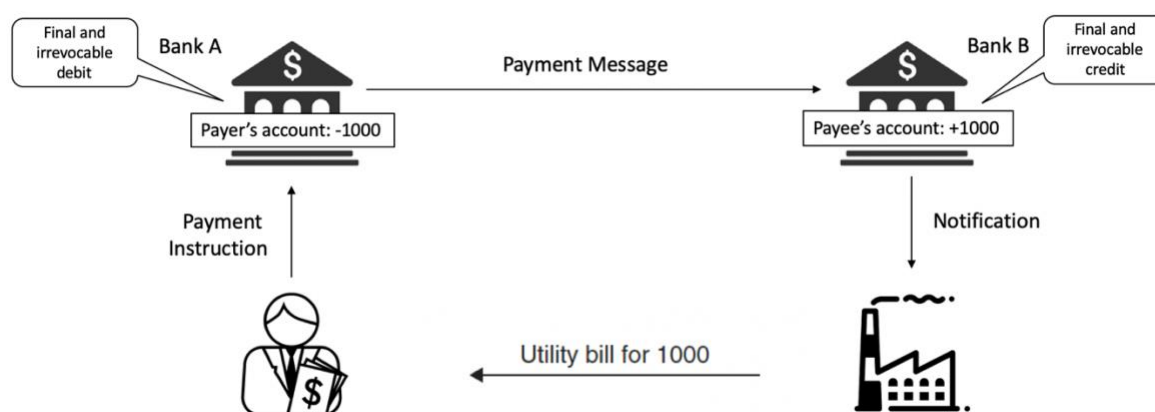 Final and
irrevocable
debit
Bank A
$
Payment Message
Bank B
$
Final and
irrevocable
credit
Payer's account: -1000
Payee's account: +1000
Payment
Instruction
Notification
Utility bill for 1000
$